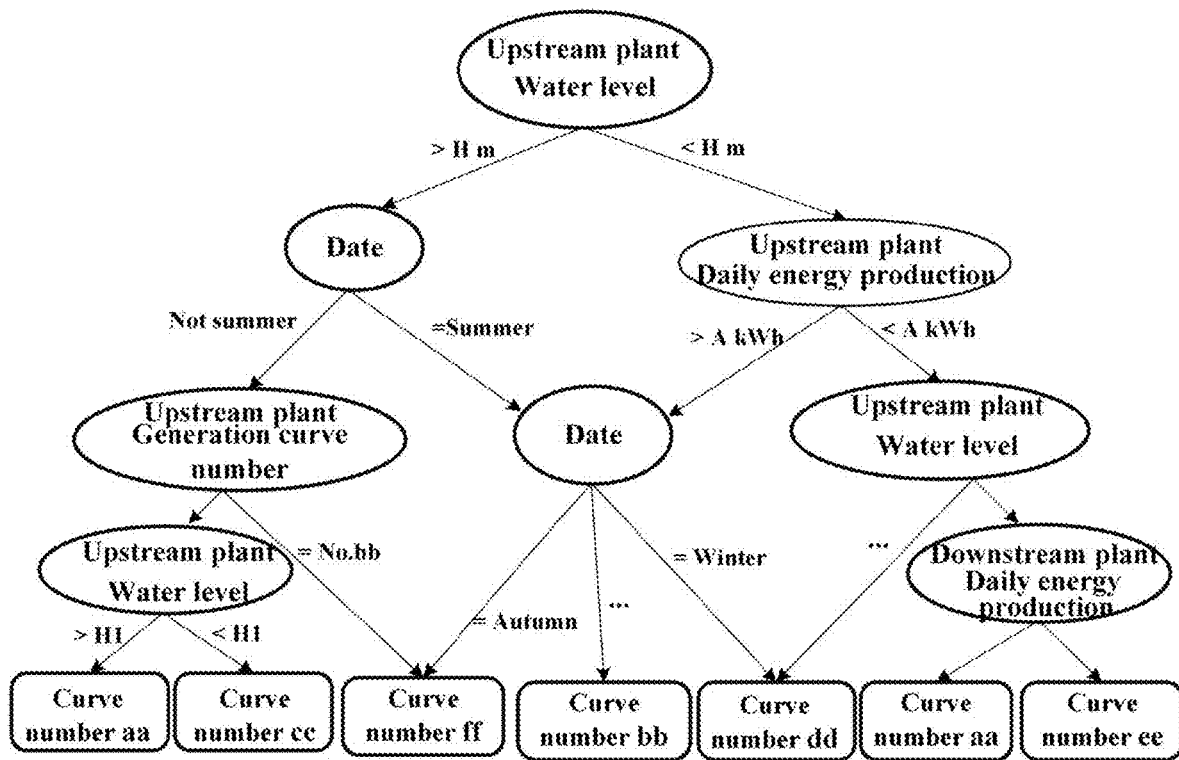 Upstream plant
Water level
> H m
< H m
Date
Upstream plant
Daily energy production
Not summer
=Summer
> A kWh
< A kWh
Upstream plant
Generation curve
number
Date
Upstream plant
Water level
Upstream plant
Water level
= No.bb
= Winter
...
Downstream plant
Daily energy
production
> H1
< H1
= Autumn
...
Curve
number aa
Curve
number cc
Curve
number ff
Curve
number bb
Curve
number dd
Curve
number aa
Curve
number ee